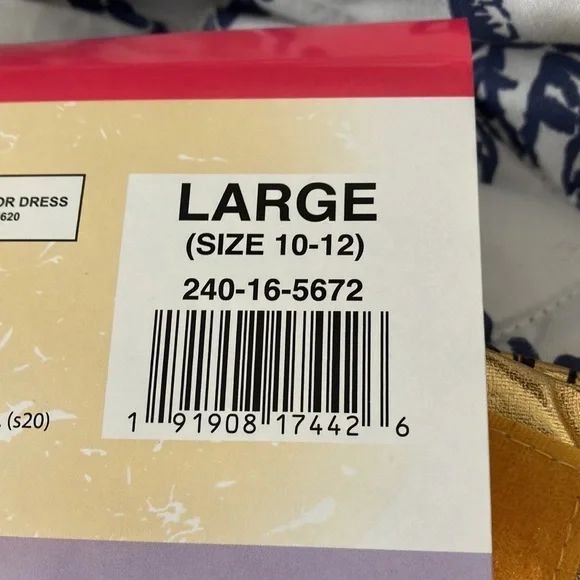 LARGE
(SIZE 10-12)
240-16-5672
1 91908 17442 6
OR DRESS
620
(s20)